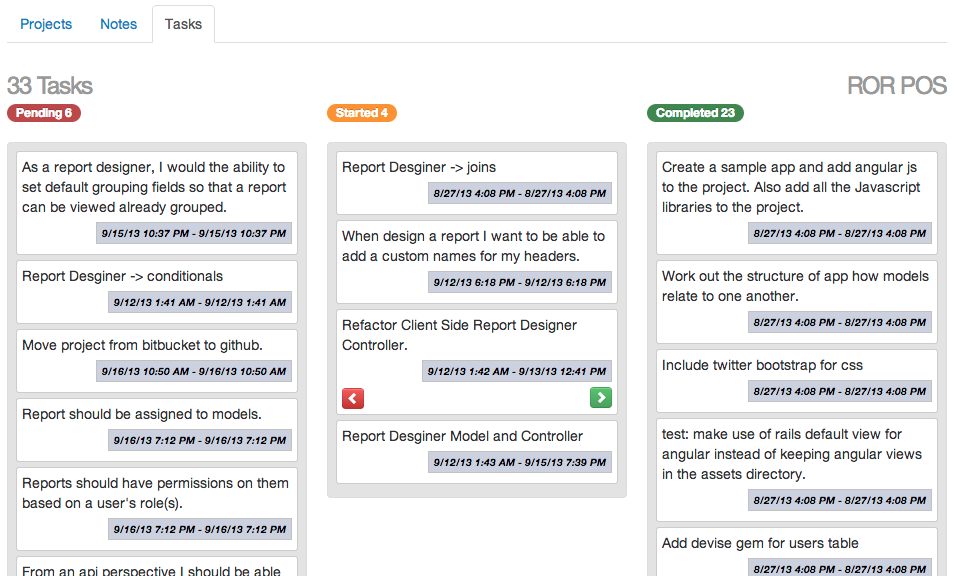 Projects
Notes
Tasks
33 Tasks
ROR POS
Pending 6
As a report designer, I would the ability to
set default grouping fields so that a report
can be viewed already grouped.
9/15/13 10:37 PM - 9/15/13 10:37 PM
Report Desginer -> conditionals
9/12/13 1:41 AM - 9/12/13 1:41 AM
Move project from bitbucket to github.
9/16/13 10:50 AM - 9/16/13 10:50 AM
Report should be assigned to models.
9/16/13 7:12 PM - 9/16/13 7:12 PM
Reports should have permissions on them
based on a user's role(s).
9/16/13 7:12 PM - 9/16/13 7:12 PM
From an api perspective I should be able
Started 4
Report Desginer -> joins
8/27/13 4:08 PM - 8/27/13 4:08 PM
When design a report I want to be able to
add a custom names for my headers.
9/12/13 6:18 PM - 9/12/13 6:18 PM
Refactor Client Side Report Designer
Controller.
9/12/13 1:42 AM - 9/13/13 12:41 PM
Report Desginer Model and Controller
9/12/13 1:43 AM - 9/15/13 7:39 PM
Completed 23
Create a sample app and add angular js
to the project. Also add all the Javascript
libraries to the project.
8/27/13 4:08 PM - 8/27/13 4:08 PM
Work out the structure of app how models
relate to one another.
8/27/13 4:08 PM - 8/27/13 4:08 PM
Include twitter bootstrap for css
8/27/13 4:08 PM - 8/27/13 4:08 PM
test: make use of rails default view for
angular instead of keeping angular views
in the assets directory.
8/27/13 4:08 PM - 8/27/13 4:08 PM
Add devise gem for users table
8/27/13 4:08 PM - 8/27/13 4:08 PM